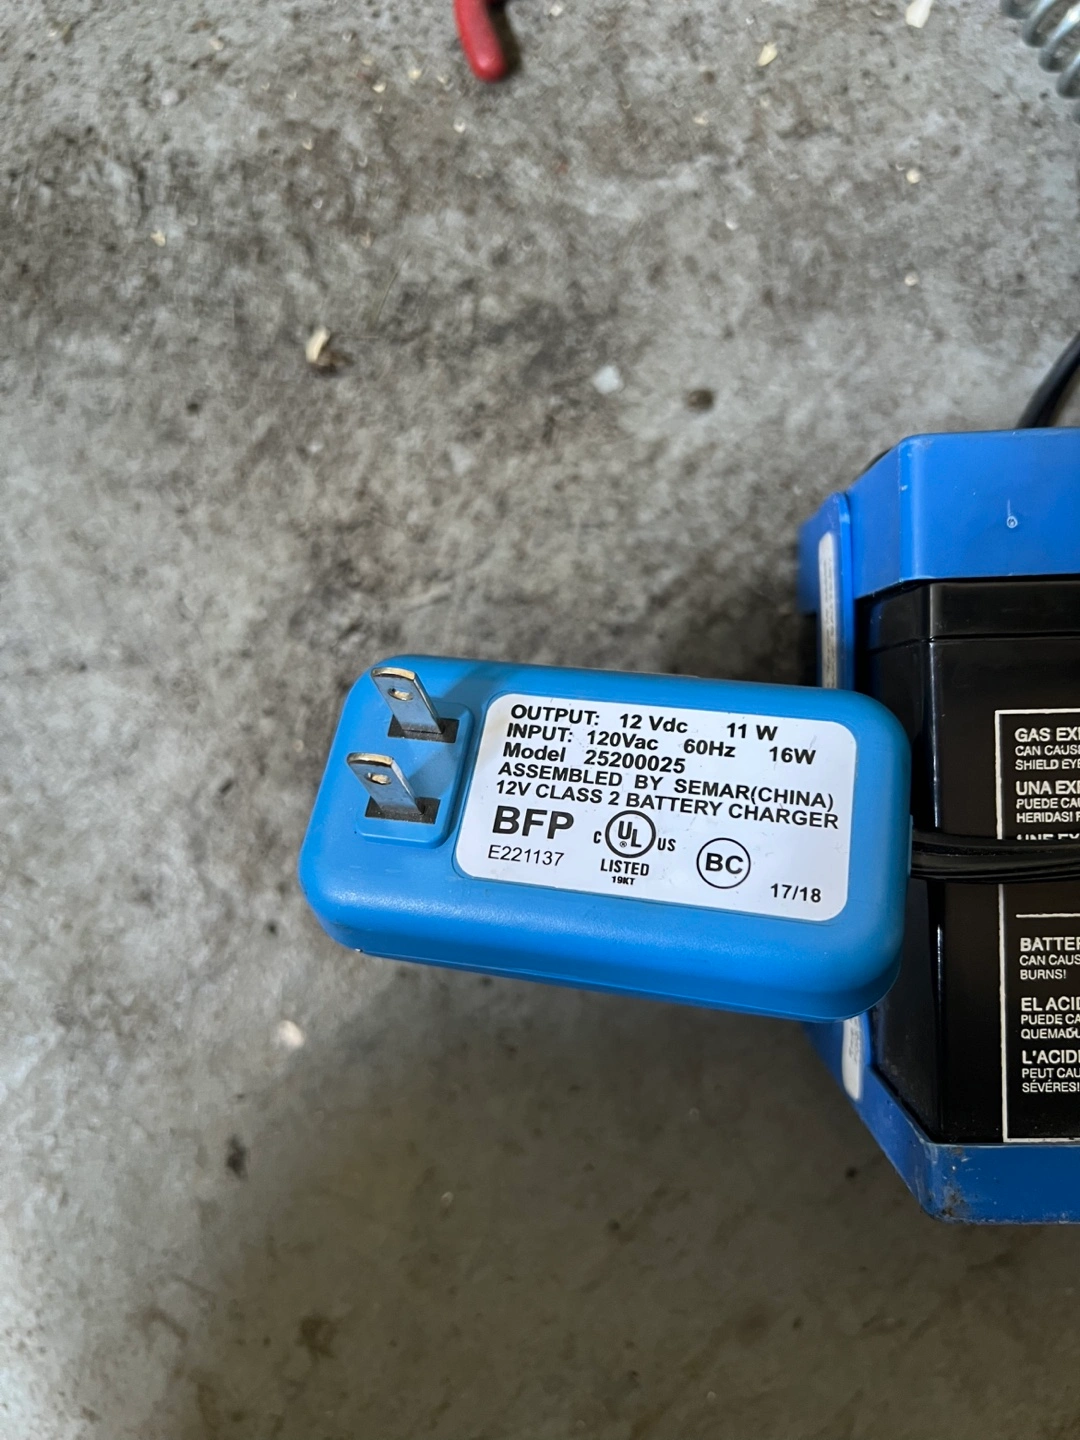 OUTPUT: 12 Vdc 11 W
INPUT: 120Vac 60Hz 16W
Model 25200025
ASSEMBLED BY SEMAR(CHINA)
12V CLASS 2 BATTERY CHARGER
BFP
E221137
C UL ® US
LISTED
19KT
BC
17/18
GAS EX
CAN CAUS
SHIELD EY
UNA EX
PUEDE CA
HERIDAS!
BATTE
CAN CAUS
BURNS!
EL ACID
PUEDE CA
QUEMADU
L'ACID
PEUT CAU
SÉVÈRES!